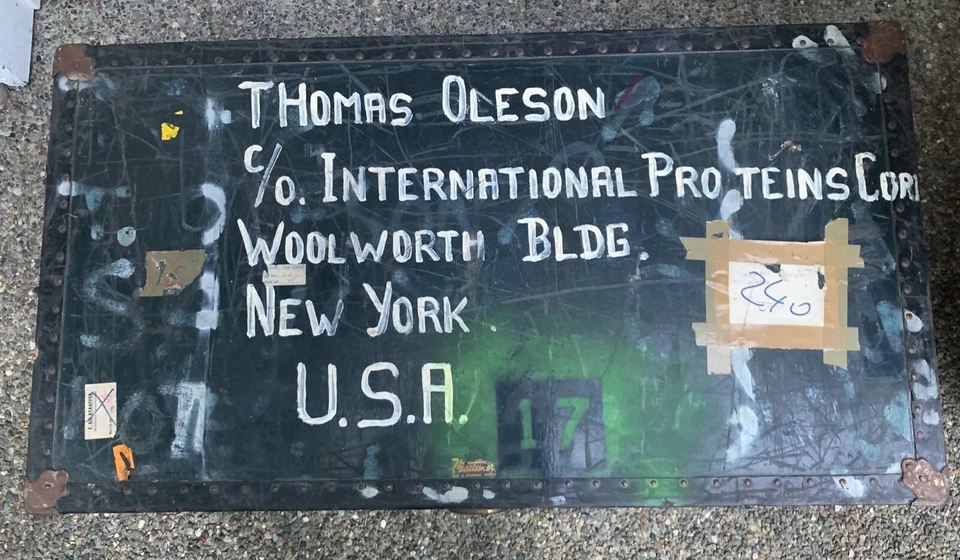 THOMAS OLESON
C/O. INTERNATIONAL PROTEINS CORP
WOOLWORTH BLDG.
NEW YORK
240
U.S.A.
17